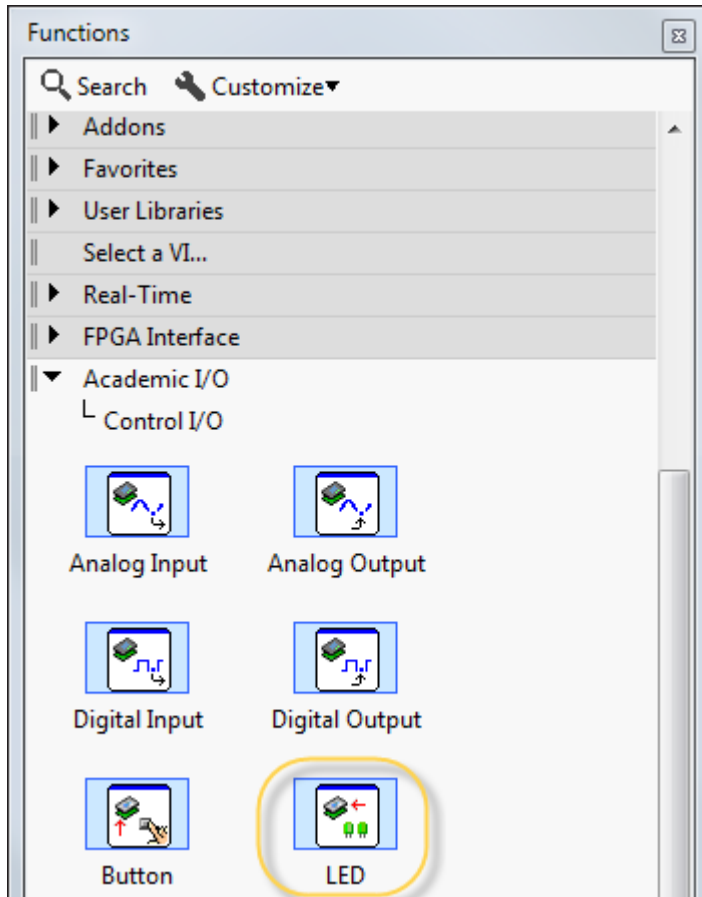 Functions
Search Customize
Addons
Favorites
User Libraries
Select a VI...
Real-Time
FPGA Interface
Academic I/O
Control I/O
Analog Input Analog Output
Digital Input Digital Output
Button LED